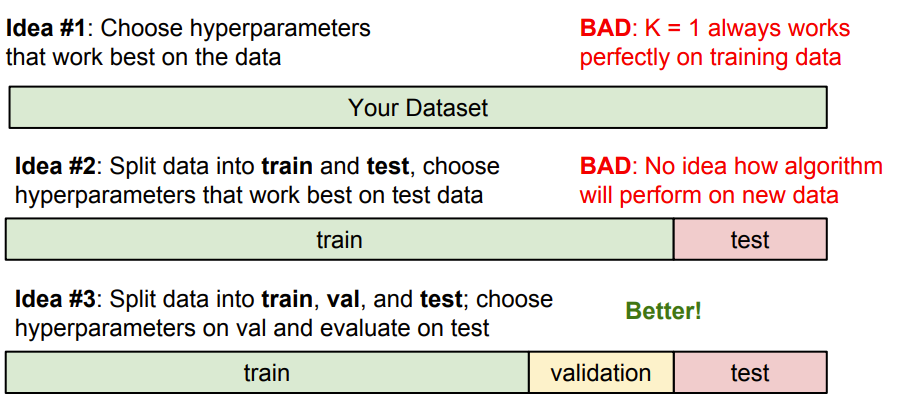 Idea #1: Choose hyperparameters
that work best on the data
BAD: K = 1 always works
perfectly on training data
Your Dataset
Idea #2: Split data into train and test, choose
hyperparameters that work best on test data
BAD: No idea how algorithm
will perform on new data
train
test
Idea #3: Split data into train, val, and test; choose
hyperparameters on val and evaluate on test
Better!
train
validation
test